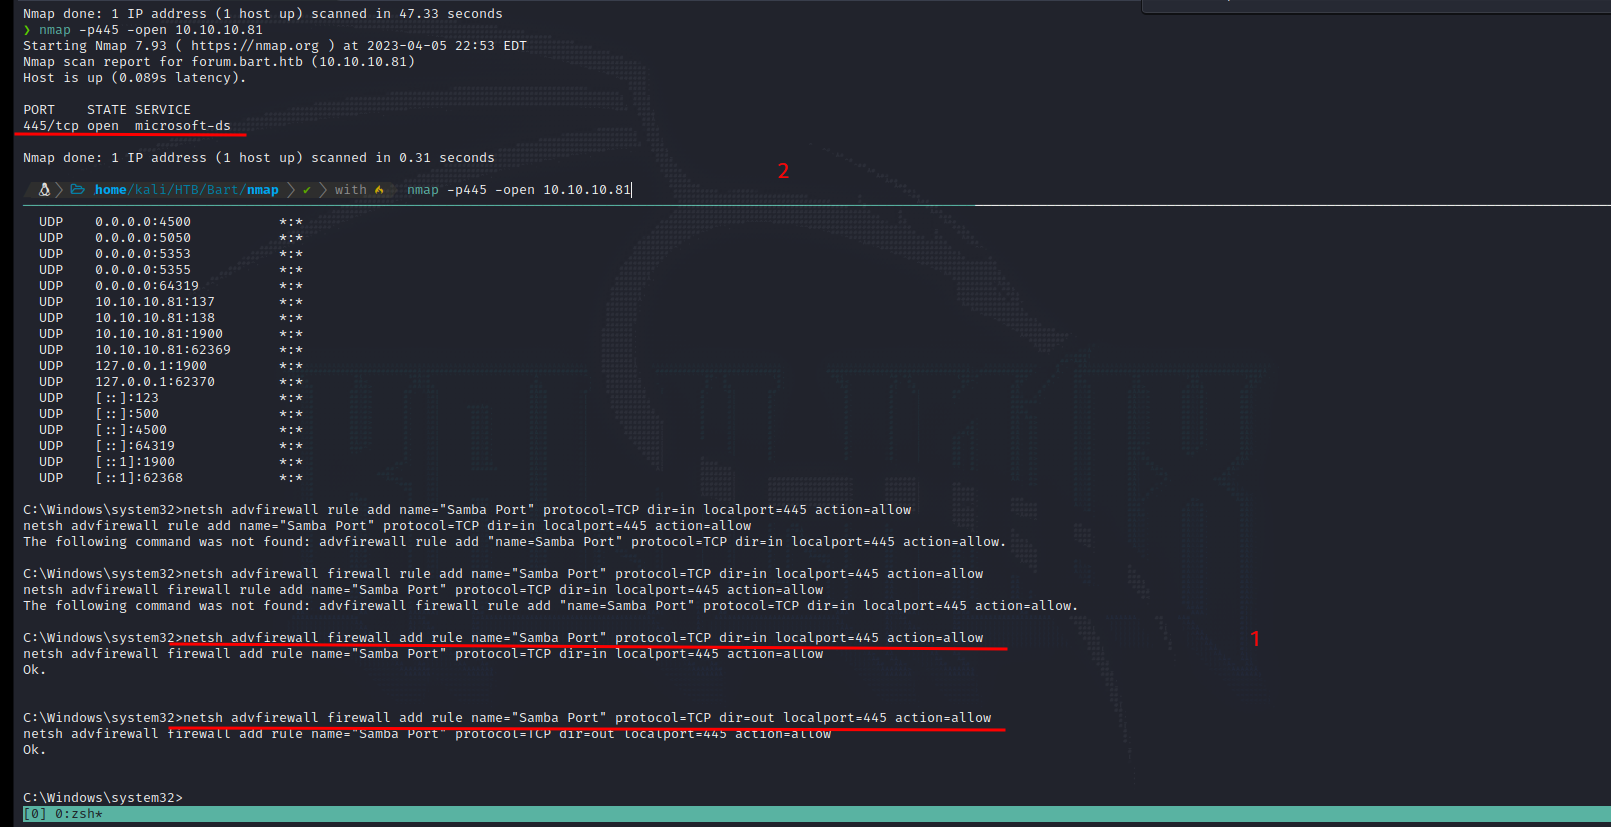 Nmap done: 1 IP address (1 host up) scanned in 47.33 seconds
❯ nmap -p445 -open 10.10.10.81
Starting Nmap 7.93 ( https://nmap.org ) at 2023-04-05 22:53 EDT
Nmap scan report for forum.bart.htb (10.10.10.81)
Host is up (0.089s latency).
PORT    STATE SERVICE
445/tcp open  microsoft-ds
Nmap done: 1 IP address (1 host up) scanned in 0.31 seconds
2
home/kali/HTB/Bart/nmap ✔ with nmap -p445 -open 10.10.10.81
UDP    0.0.0.0:4500           *:*
UDP    0.0.0.0:5050           *:*
UDP    0.0.0.0:5353           *:*
UDP    0.0.0.0:5355           *:*
UDP    0.0.0.0:64319          *:*
UDP    10.10.10.81:137        *:*
UDP    10.10.10.81:138        *:*
UDP    10.10.10.81:1900       *:*
UDP    10.10.10.81:62369      *:*
UDP    127.0.0.1:1900         *:*
UDP    127.0.0.1:62370        *:*
UDP    [::]:123               *:*
UDP    [::]:500               *:*
UDP    [::]:4500              *:*
UDP    [::]:64319             *:*
UDP    [::1]:1900             *:*
UDP    [::1]:62368            *:*
C:\Windows\system32>netsh advfirewall rule add name="Samba Port" protocol=TCP dir=in localport=445 action=allow
netsh advfirewall rule add name="Samba Port" protocol=TCP dir=in localport=445 action=allow
The following command was not found: advfirewall rule add "name=Samba Port" protocol=TCP dir=in localport=445 action=allow.
C:\Windows\system32>netsh advfirewall firewall rule add name="Samba Port" protocol=TCP dir=in localport=445 action=allow
netsh advfirewall firewall rule add name="Samba Port" protocol=TCP dir=in localport=445 action=allow
The following command was not found: advfirewall firewall rule add "name=Samba Port" protocol=TCP dir=in localport=445 action=allow.
C:\Windows\system32>netsh advfirewall firewall add rule name="Samba Port" protocol=TCP dir=in localport=445 action=allow
1
netsh advfirewall firewall add rule name="Samba Port" protocol=TCP dir=in localport=445 action=allow
Ok.
C:\Windows\system32>netsh advfirewall firewall add rule name="Samba Port" protocol=TCP dir=out localport=445 action=allow
netsh advfirewall firewall add rule name="Samba Port" protocol=TCP dir=out localport=445 action=allow
Ok.
C:\Windows\system32>
[0] 0:zsh*